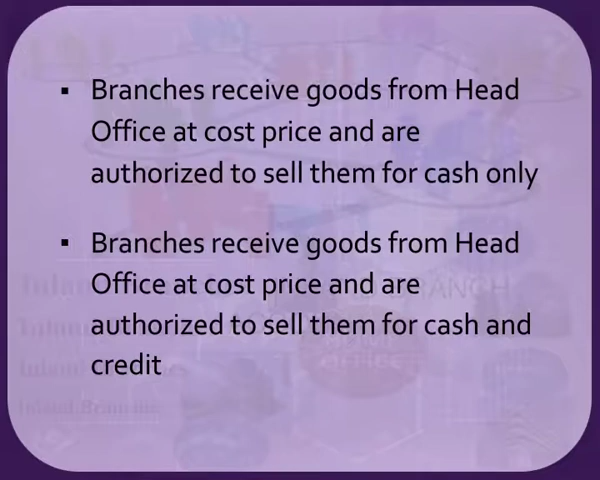 ▪ Branches receive goods from Head
Office at cost price and are
authorized to sell them for cash only
▪ Branches receive goods from Head
Office at cost price and are
authorized to sell them for cash and
credit
BRANCH